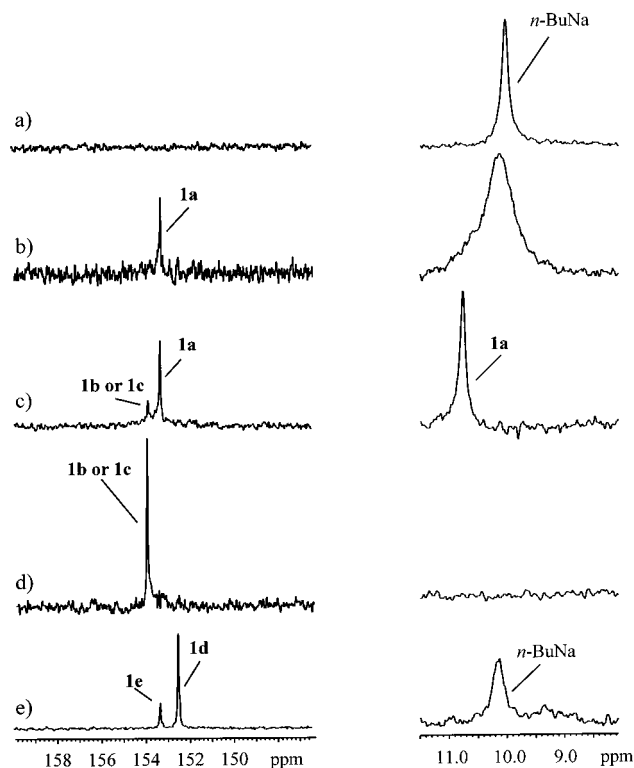 n-BuNa
a)
1a
b)
1a
1b or 1c
1a
c)
1b or 1c
d)
1d
n-BuNa
1e
e)
158 156 154 152 150 ppm
11.0 10.0 9.0 ppm